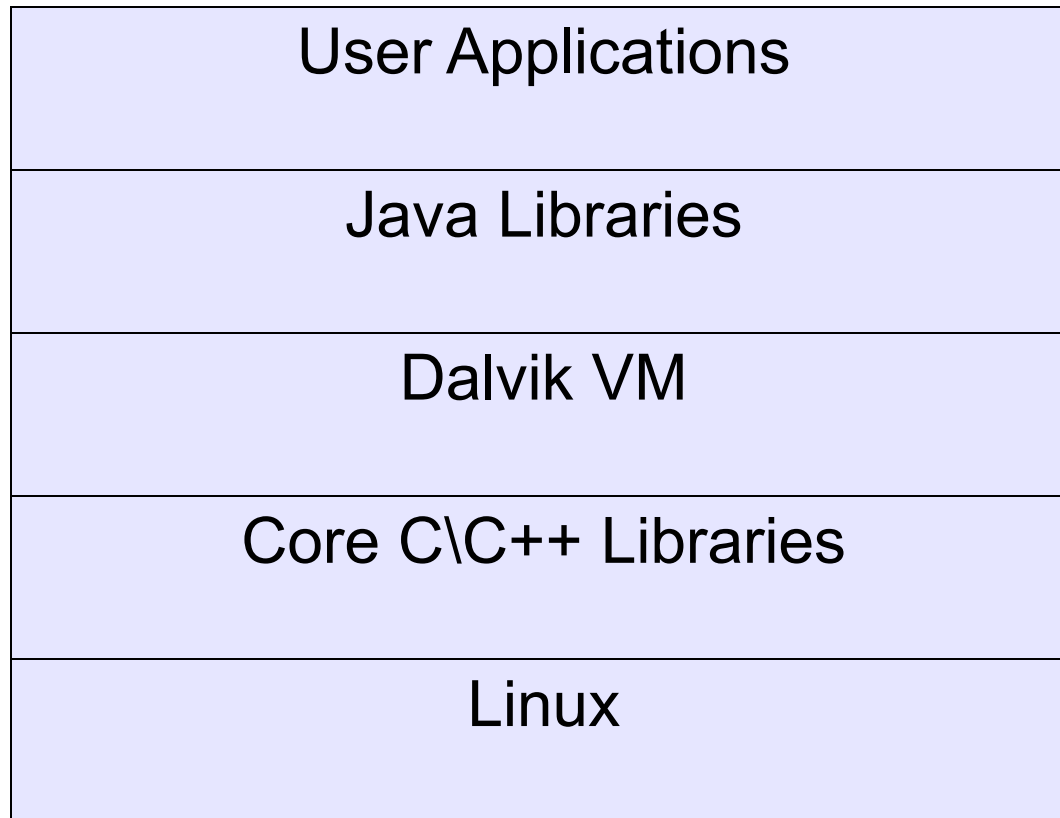 User Applications
Java Libraries
Dalvik VM
Core C\C++ Libraries
Linux